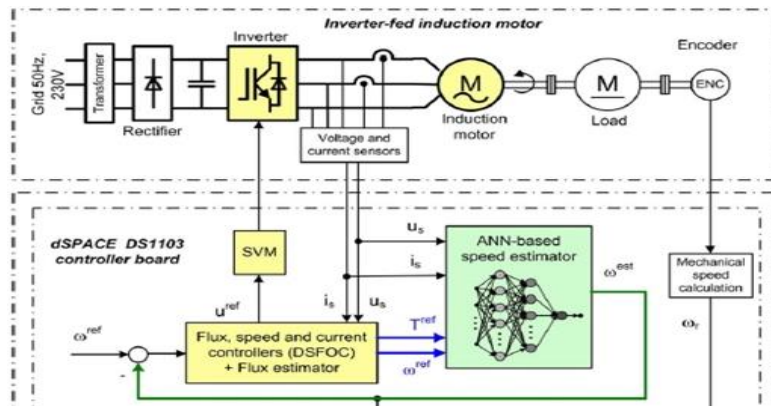 Inverter-fed induction motor
Inverter
Encoder
Grid 50Hz,
230V
Transformer
Rectifier
M
M
ENC
Voltage and
current sensors
Induction
motor
Load
dSPACE DS1103
controller board
SVM
u_s
i_s
ANN-based
speed estimator
ω^est
Mechanical
speed
calculation
u^ref
i_s
u_s
ω^ref
Flux, speed and current
controllers (DSFOC)
+ Flux estimator
T^ref
ω^ref
ω_r
-